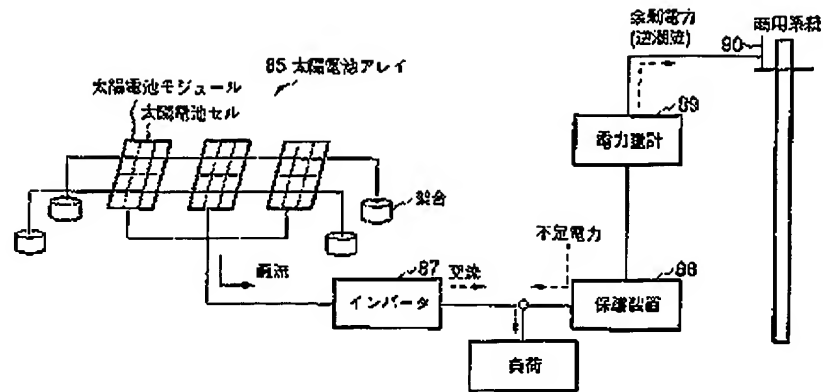 余剰電力
(逆潮流)
商用系統
90
85 太陽電池アレイ
太陽電池モジュール
太陽電池セル
89
電力量計
架台
不足電力
直流
87
交流
88
インバータ
保護装置
負荷